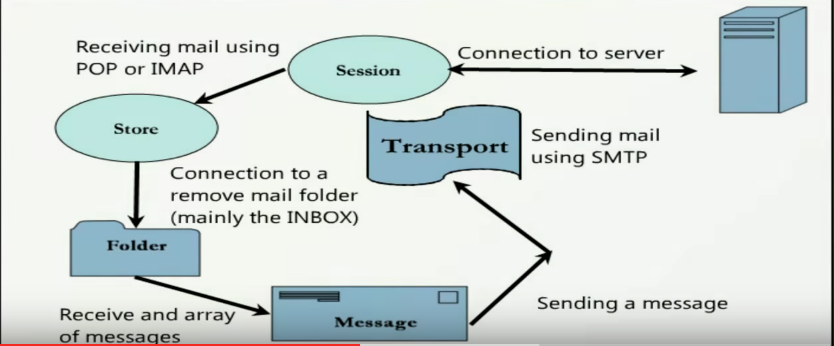 Receiving mail using
POP or IMAP
Session
Connection to server
Store
Transport
Sending mail
using SMTP
Connection to a
remove mail folder
(mainly the INBOX)
Folder
Receive and array
of messages
Message
Sending a message